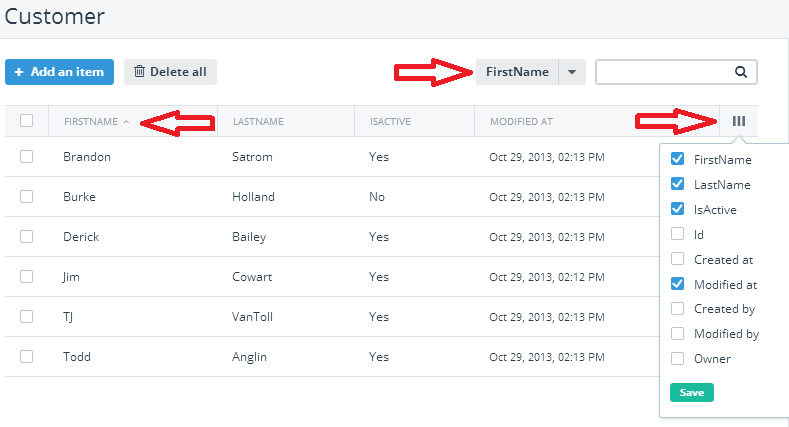 Customer
+ Add an item Delete all FirstName
FIRSTNAME LASTNAME ISACTIVE MODIFIED AT
Brandon Satrom Yes Oct 29, 2013, 02:13 PM
Burke Holland No Oct 29, 2013, 02:13 PM
Derick Bailey Yes Oct 29, 2013, 02:13 PM
Jim Cowart Yes Oct 29, 2013, 02:12 PM
TJ VanToll Yes Oct 29, 2013, 02:13 PM
Todd Anglin Yes Oct 29, 2013, 02:13 PM
FirstName
LastName
IsActive
Id
Created at
Modified at
Created by
Modified by
Owner
Save